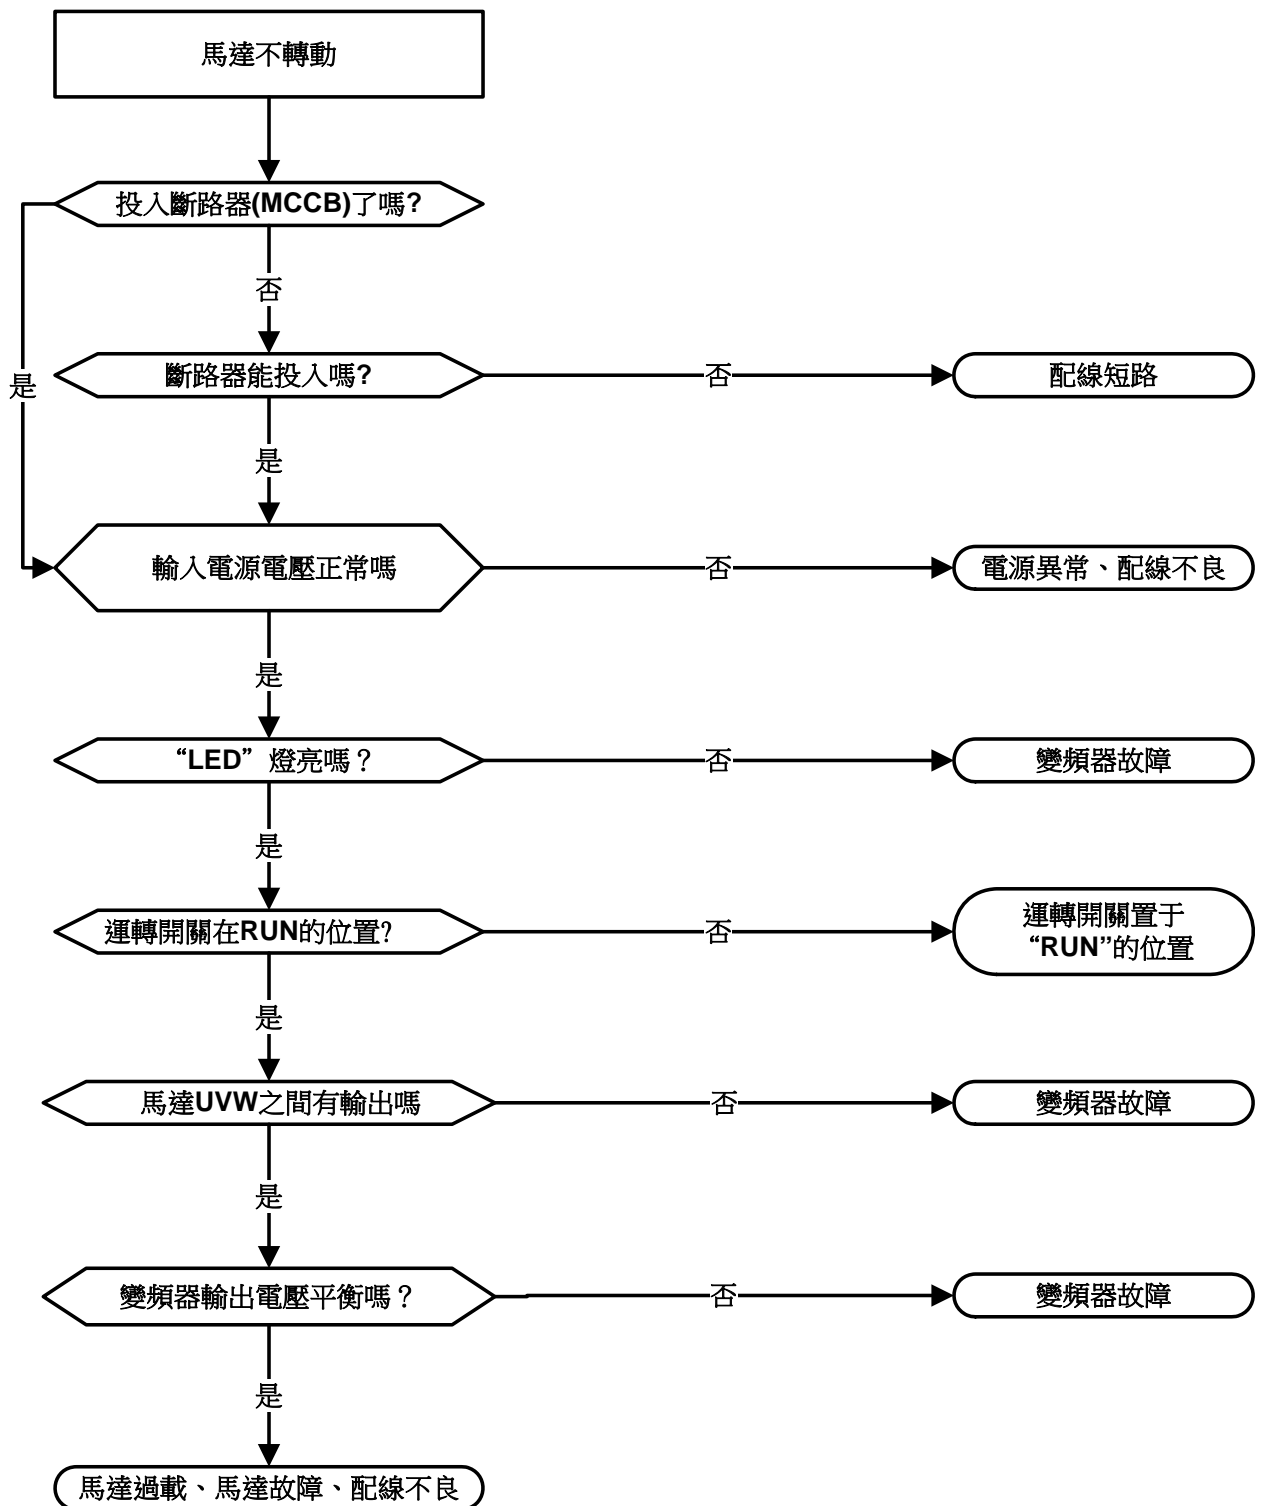 馬達不轉動
投入斷路器(MCCB)了嗎?
否
是
斷路器能投入嗎?
否
配線短路
是
輸入電源電壓正常嗎
否
電源異常、配線不良
是
“LED”燈亮嗎？
否
變頻器故障
是
運轉開關在RUN的位置?
否
運轉開關置于
“RUN”的位置
是
馬達UVW之間有輸出嗎
否
變頻器故障
是
變頻器輸出電壓平衡嗎？
否
變頻器故障
是
馬達過載、馬達故障、配線不良